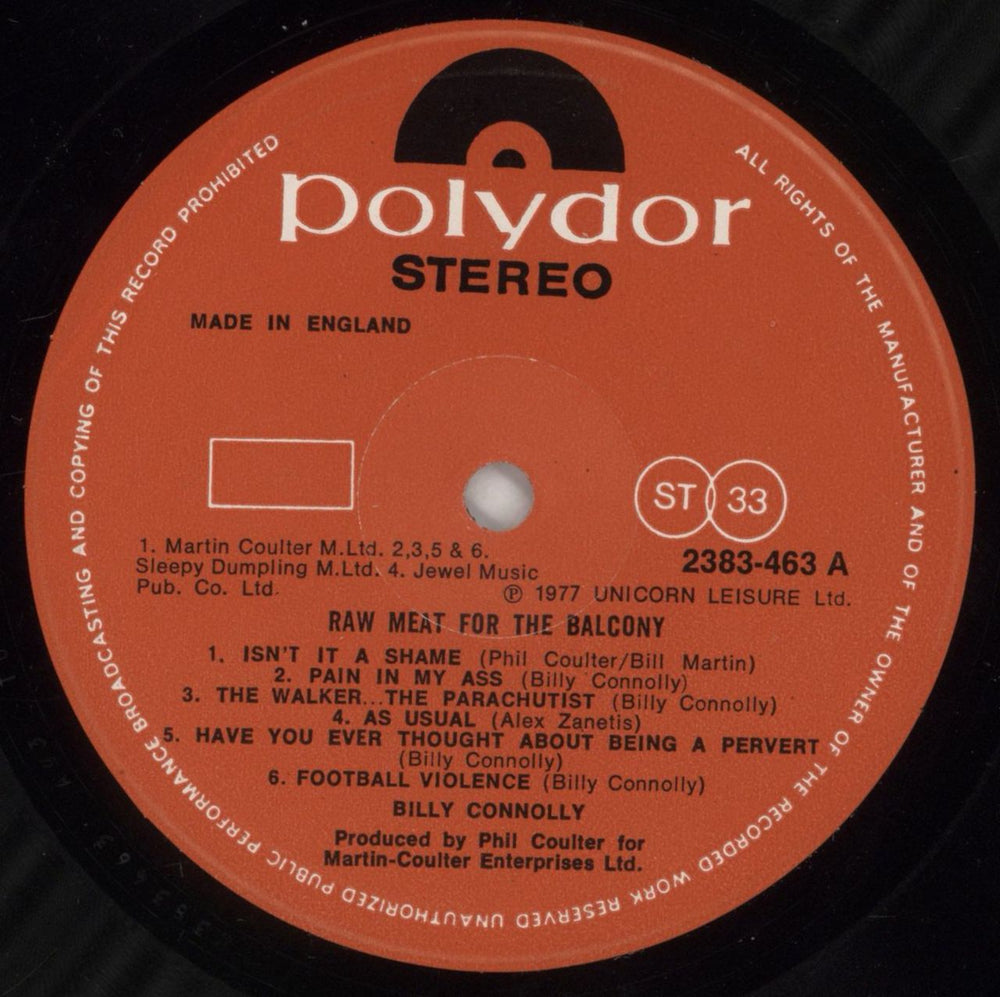 polydor
STEREO
MADE IN ENGLAND
ST 33
1. Martin Coulter M.Ltd. 2,3,5 & 6.
Sleepy Dumpling M.Ltd. 4. Jewel Music
Pub. Co. Ltd.
2383-463 A
℗ 1977 UNICORN LEISURE Ltd.
RAW MEAT FOR THE BALCONY
1. ISN'T IT A SHAME (Phil Coulter/Bill Martin)
2. PAIN IN MY ASS (Billy Connolly)
3. THE WALKER...THE PARACHUTIST (Billy Connolly)
4. AS USUAL (Alex Zanetis)
5. HAVE YOU EVER THOUGHT ABOUT BEING A PERVERT
(Billy Connolly)
6. FOOTBALL VIOLENCE (Billy Connolly)
BILLY CONNOLLY
Produced by Phil Coulter for
Martin-Coulter Enterprises Ltd.
ALL RIGHTS OF THE MANUFACTURER AND OF THE OWNER OF THE RECORDED WORK RESERVED UNAUTHORIZED PUBLIC PERFORMANCE BROADCASTING AND COPYING OF THIS RECORD PROHIBITED